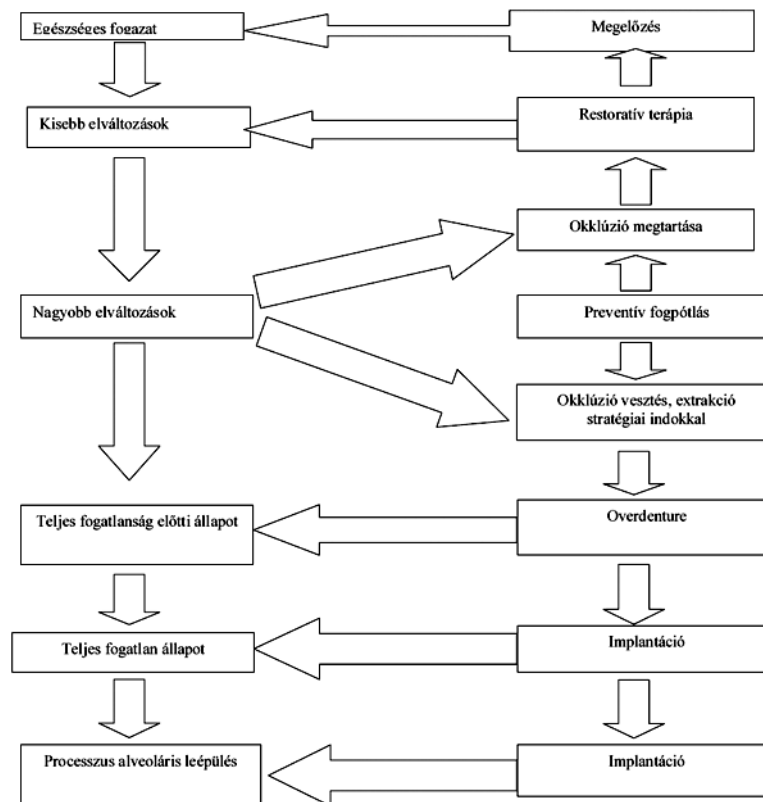 Egészséges fogazat
Megelőzés
Kisebb elváltozások
Restoratív terápia
Okklúzió megtartása
Nagyobb elváltozások
Preventív fogpótlás
Okklúzió vesztés, extrakció
stratégiai indokkal
Teljes fogatlanság előtti állapot
Overdenture
Teljes fogatlan állapot
Implantáció
Processzus alveoláris leépülés
Implantáció